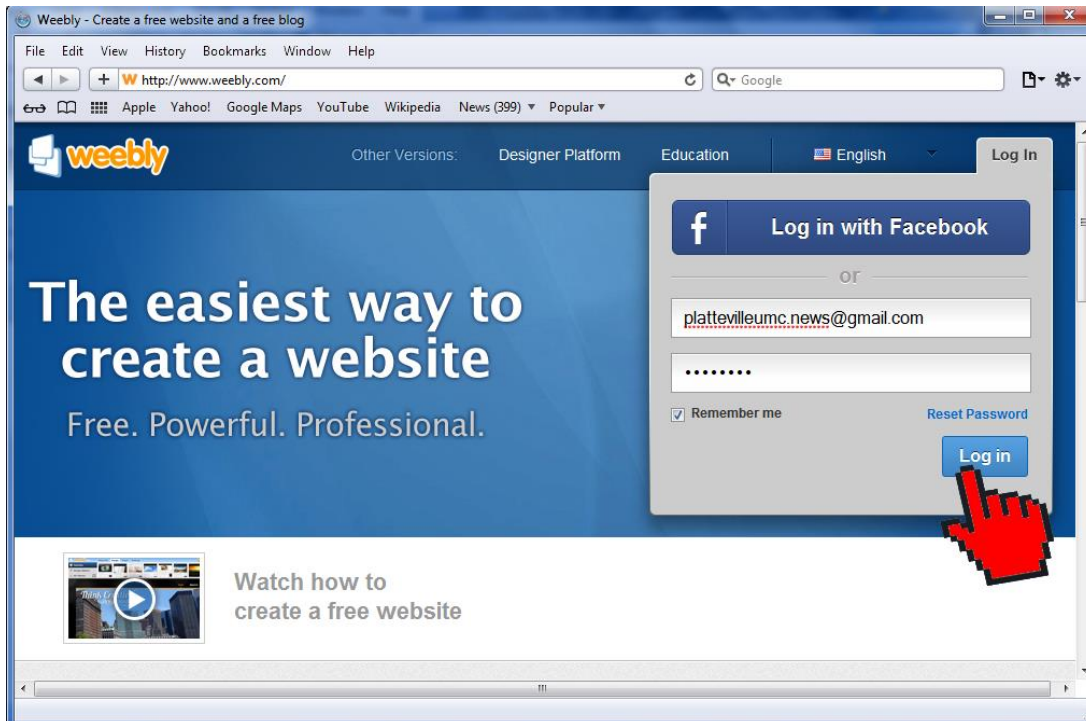 Weebly - Create a free website and a free blog
File Edit View History Bookmarks Window Help
W http://www.weebly.com/ Google
Apple Yahoo! Google Maps YouTube Wikipedia News (399) Popular
weebly Other Versions: Designer Platform Education English Log In
f Log in with Facebook
or
plattevilleumc.news@gmail.com
••••••••
Remember me Reset Password
Log in
The easiest way to
create a website
Free. Powerful. Professional.
Watch how to
create a free website